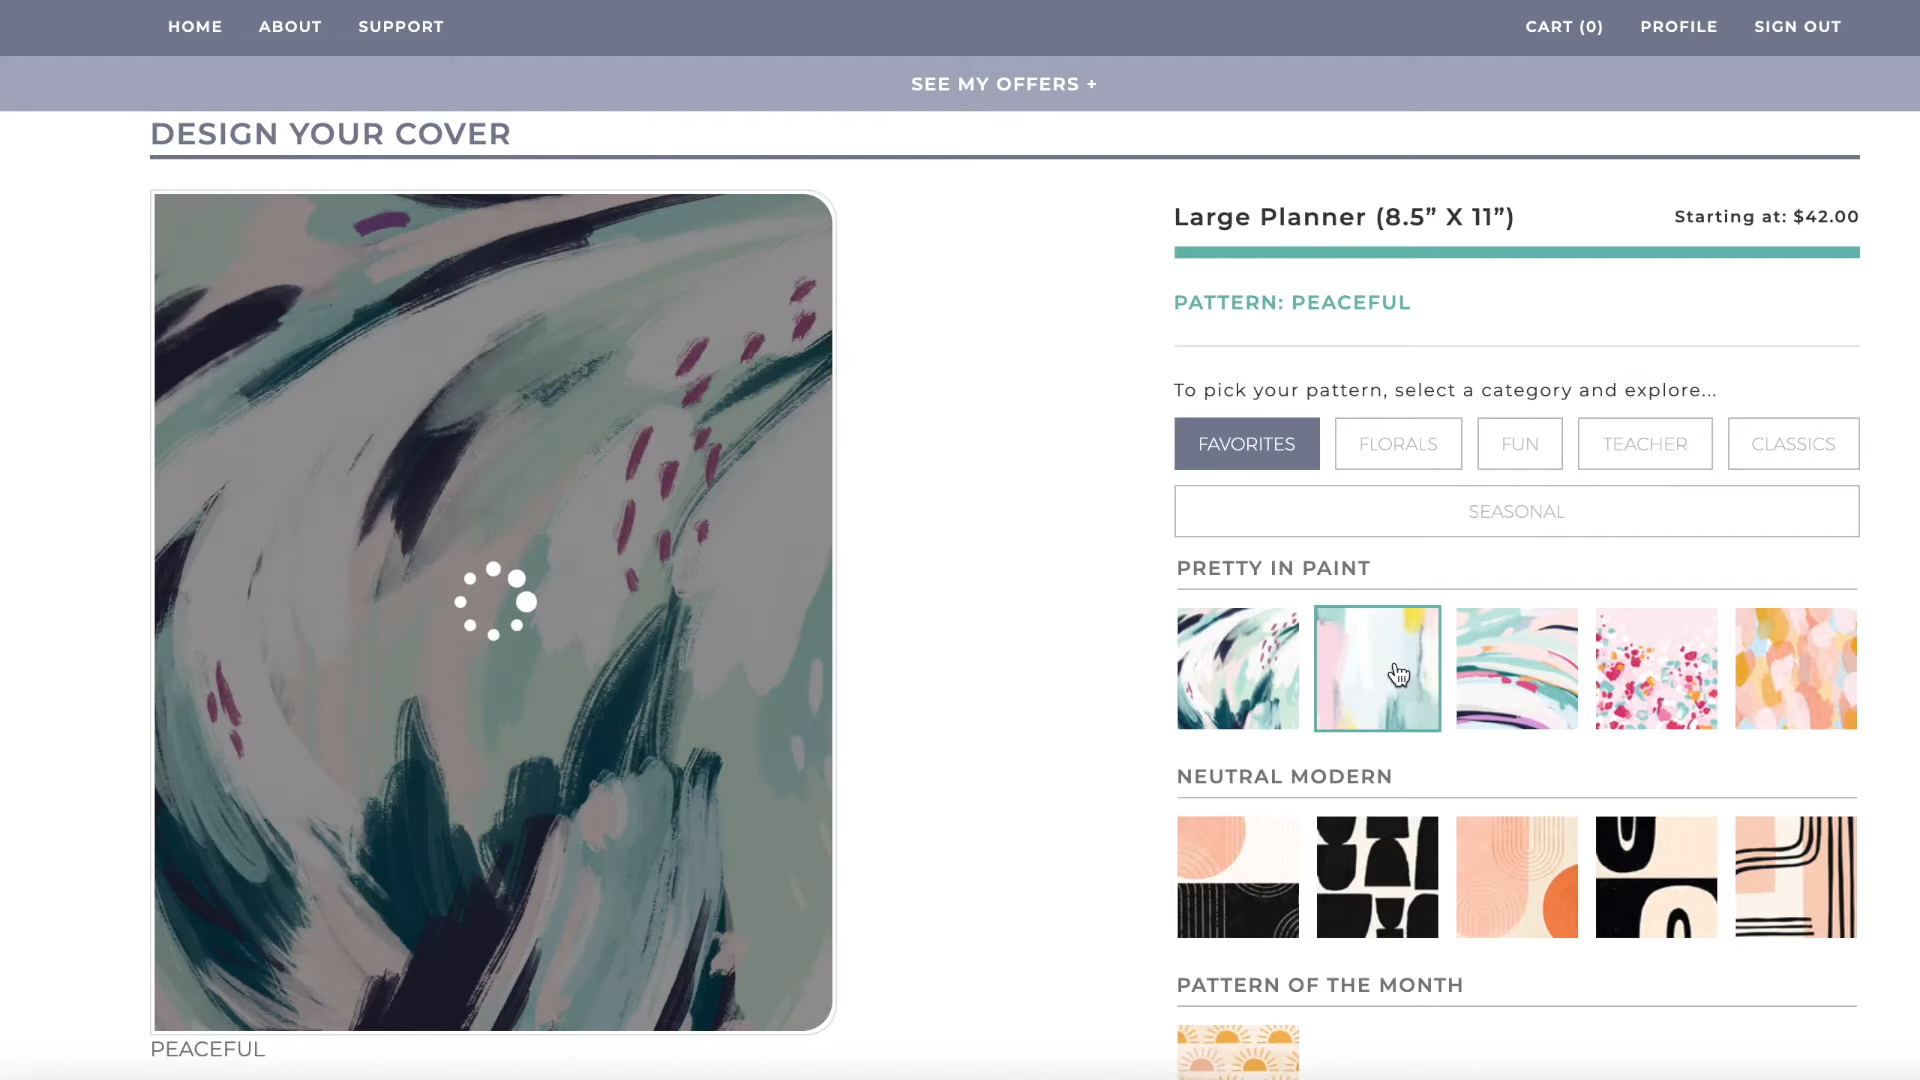 HOME ABOUT SUPPORT CART (0) PROFILE SIGN OUT
SEE MY OFFERS +
DESIGN YOUR COVER
Large Planner (8.5” X 11”) Starting at: $42.00
PATTERN: PEACEFUL
To pick your pattern, select a category and explore...
FAVORITES FLORALS FUN TEACHER CLASSICS
SEASONAL
PRETTY IN PAINT
NEUTRAL MODERN
PATTERN OF THE MONTH
PEACEFUL